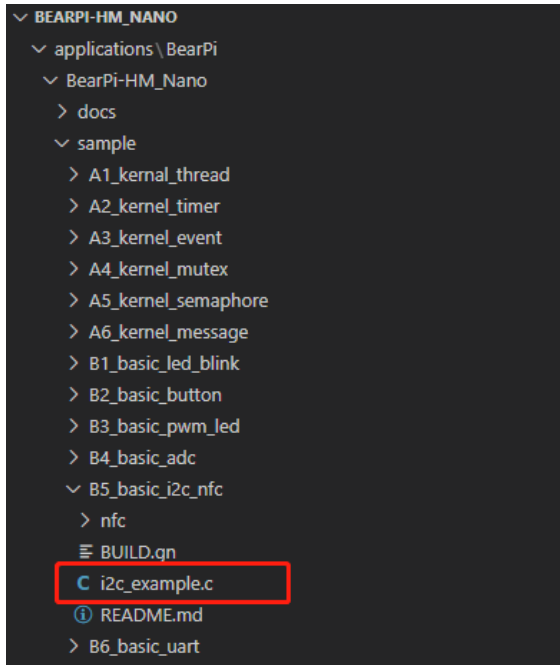 BEARPI-HM_NANO
applications\BearPi
BearPi-HM_Nano
docs
sample
A1_kernal_thread
A2_kernel_timer
A3_kernel_event
A4_kernel_mutex
A5_kernel_semaphore
A6_kernel_message
B1_basic_led_blink
B2_basic_button
B3_basic_pwm_led
B4_basic_adc
B5_basic_i2c_nfc
nfc
BUILD.gn
C i2c_example.c
README.md
B6_basic_uart